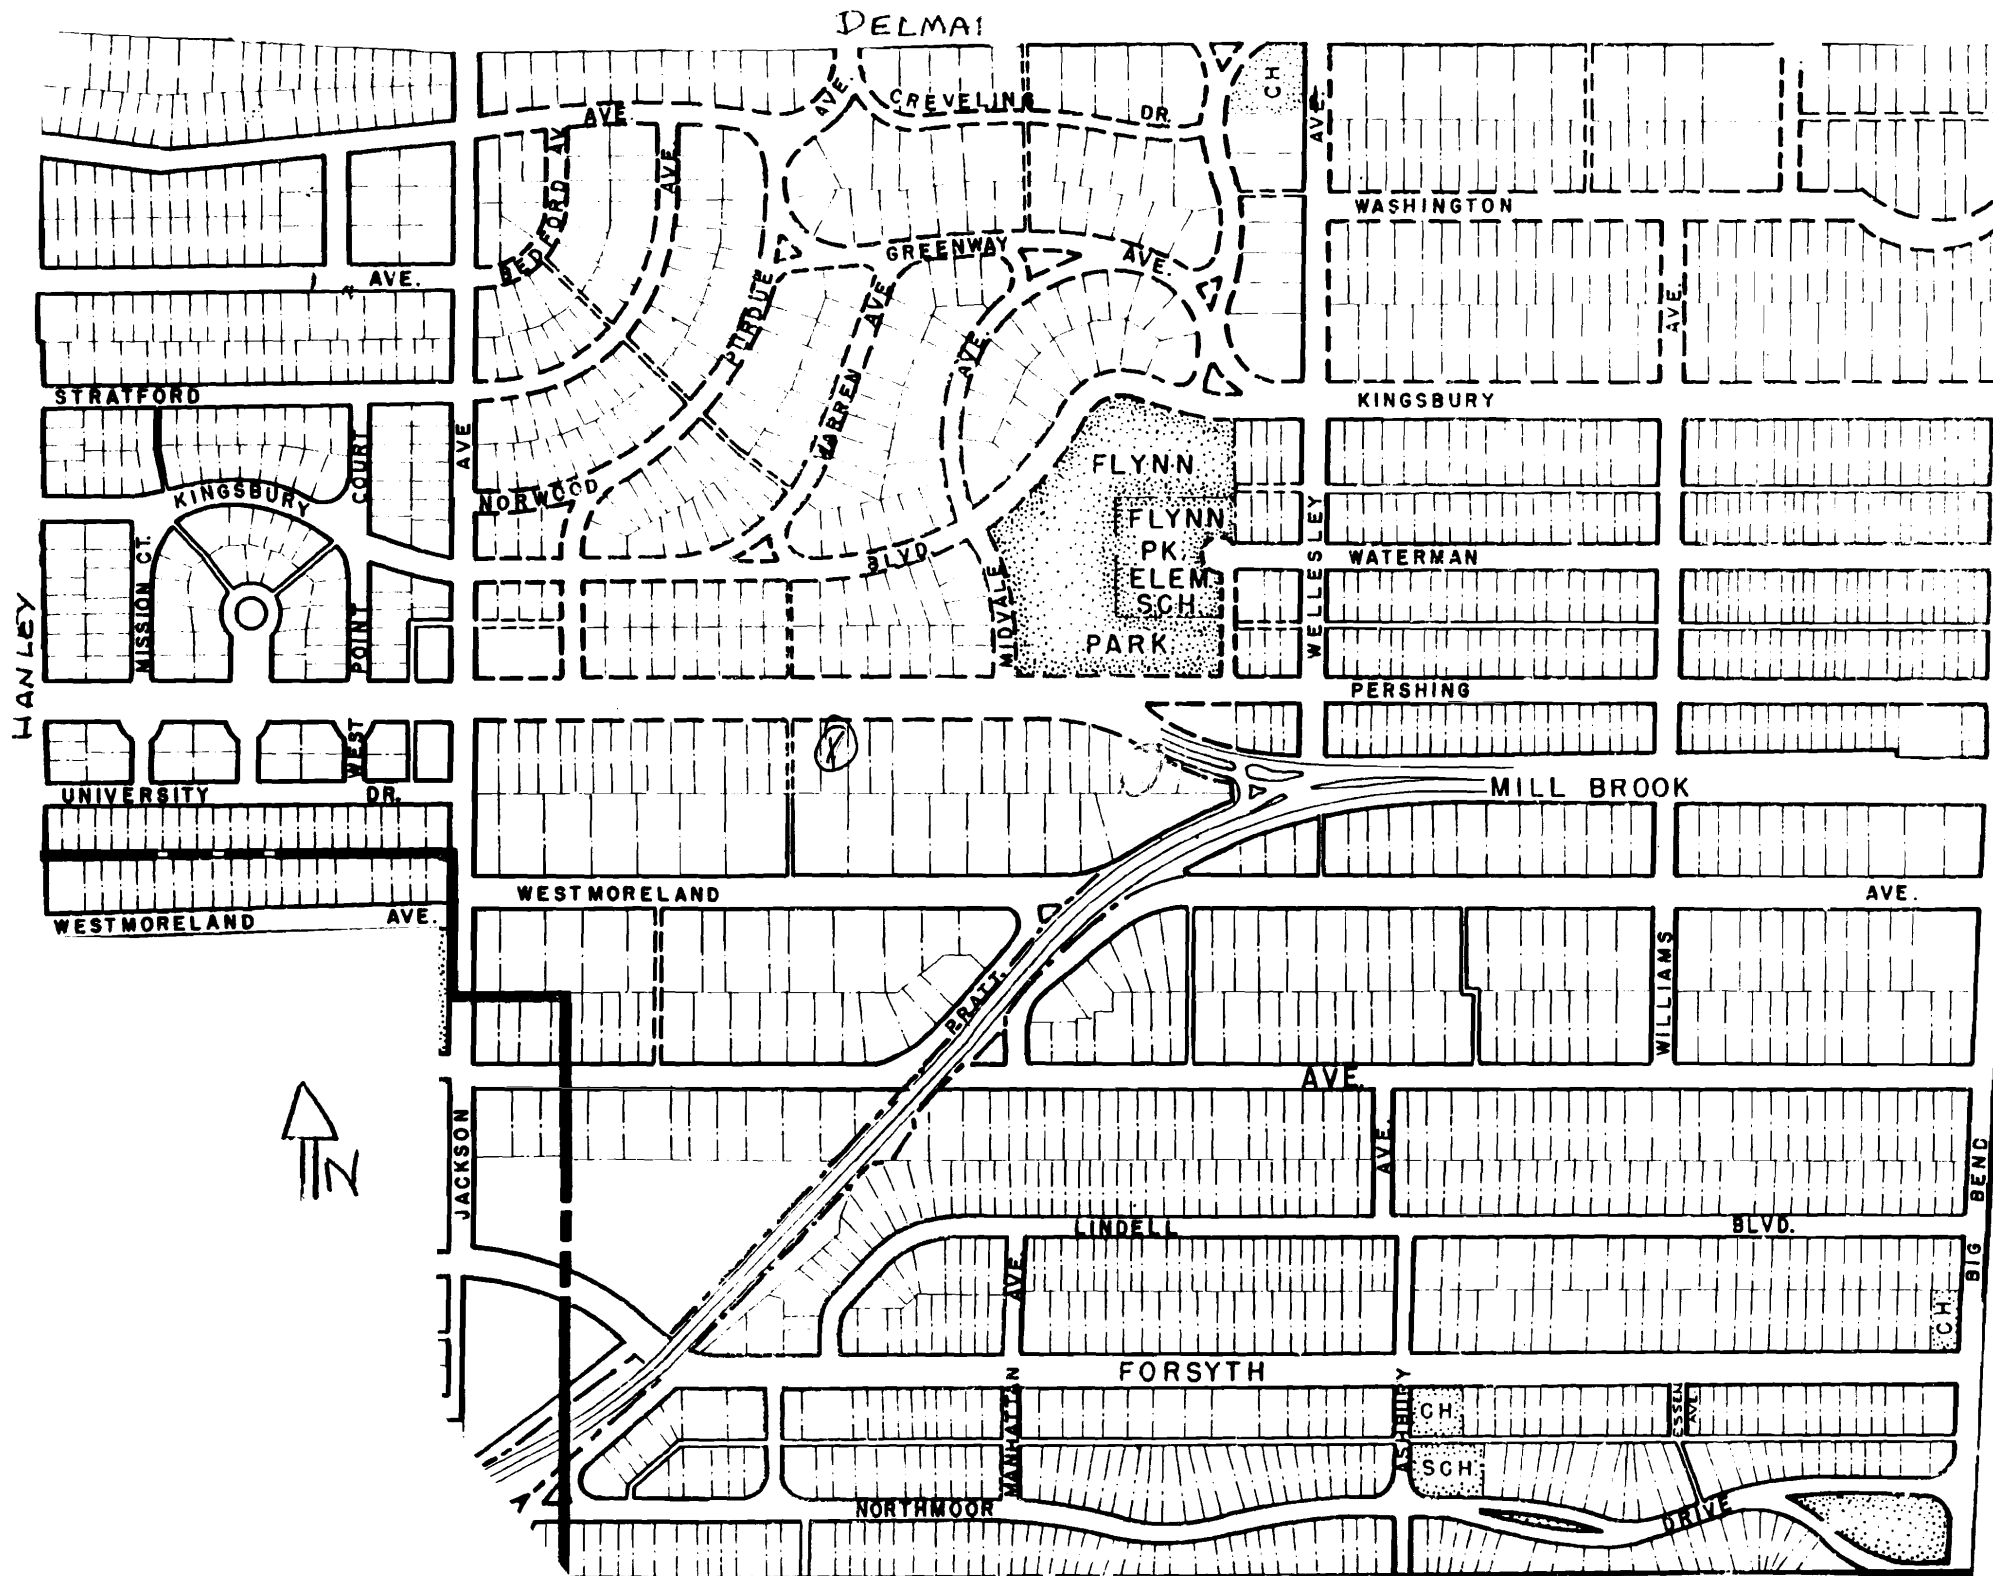 DELMAI
AVE.
CREVELING
DR.
CH
AVE.
AVE
BEDFORD AV
AVE.
WASHINGTON
GREENWAY
AVE.
AVE.
PURDUE
AVE
AVE.
AVE.
STRATFORD
KINGSBURY
WARREN
AVE
COURT
KINGSBURY
NORWOOD
FLYNN
FLYNN
PK.
ELEM
SCH.
PARK
WELLESLEY
WATERMAN
BLVD
MISSION CT.
MIDVALE
POINT
HANLEY
PERSHING
WEST
X
UNIVERSITY DR.
MILL BROOK
WESTMORELAND
AVE.
WESTMORELAND AVE.
WILLIAMS
PRATT.
AVE.
N
JACKSON
AVE.
BIG BEND
LINDELL
BLVD.
AVE
CH
FORSYTH
MANHATTAN
ASHBURY
CH.
ESSEN
AVE.
SCH.
NORTHMOOR
DRIVE